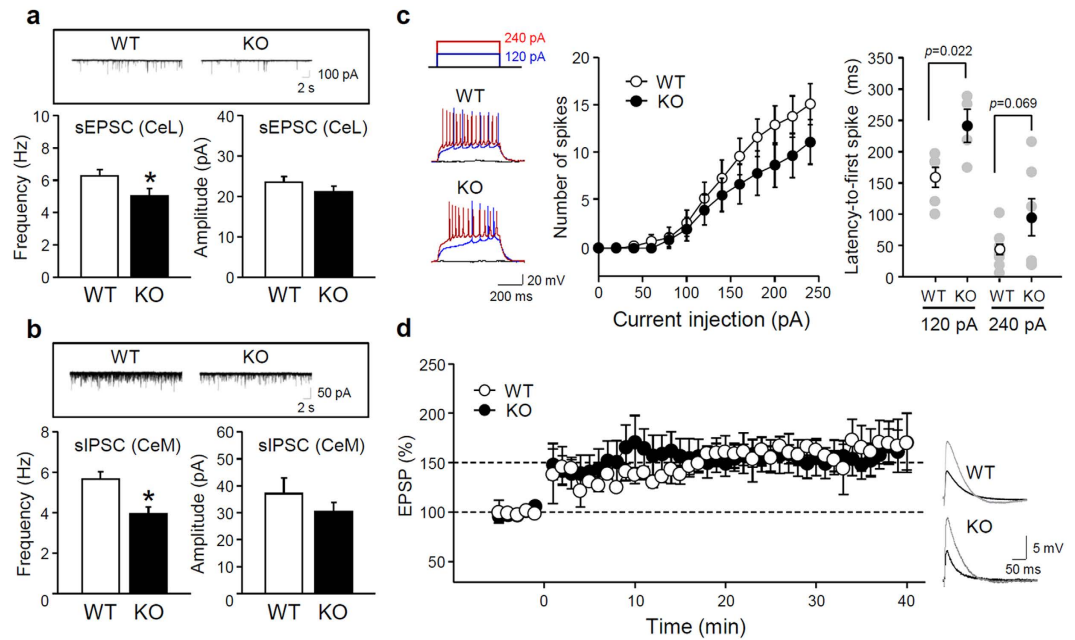 a
WT KO
100 pA
2 s
sEPSC (CeL)
Frequency (Hz)
10
8
6
4
2
0
*
WT KO
sEPSC (CeL)
Amplitude (pA)
40
30
20
10
0
WT KO
b
WT KO
50 pA
2 s
sIPSC (CeM)
Frequency (Hz)
8
6
4
2
0
*
WT KO
sIPSC (CeM)
Amplitude (pA)
60
50
40
30
20
10
0
WT KO
c
240 pA
120 pA
WT
KO
20 mV
200 ms
Number of spikes
20
15
10
5
0
WT
KO
0 50 100 150 200 250
Current injection (pA)
Latency-to-first spike (ms)
350
300
250
200
150
100
50
0
p=0.022
p=0.069
WT KO WT KO
120 pA 240 pA
d
EPSP (%)
250
200
150
100
50
WT
KO
0 10 20 30 40
Time (min)
WT
KO
5 mV
50 ms